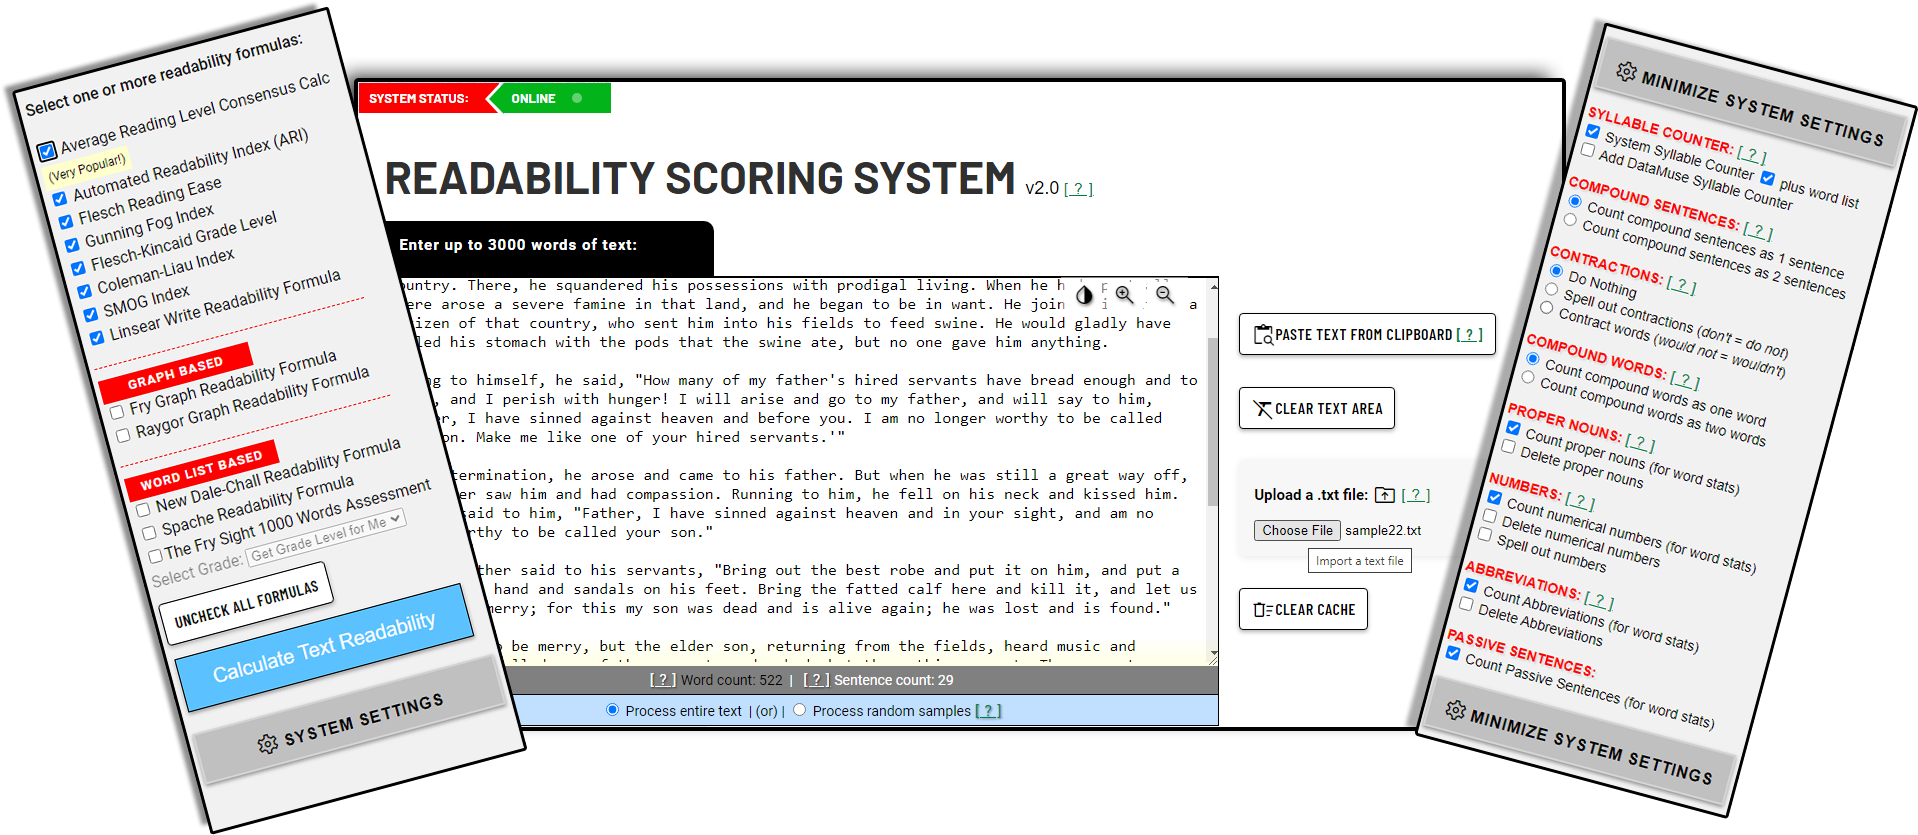 Select one or more readability formulas:
Average Reading Level Consensus Calc
(Very Popular!)
Automated Readability Index (ARI)
Flesch Reading Ease
Gunning Fog Index
Flesch-Kincaid Grade Level
Coleman-Liau Index
SMOG Index
Linsear Write Readability Formula
GRAPH BASED
Fry Graph Readability Formula
Raygor Graph Readability Formula
WORD LIST BASED
New Dale-Chall Readability Formula
Spache Readability Formula
The Fry Sight 1000 Words Assessment
Select Grade: Get Grade Level for Me
UNCHECK ALL FORMULAS
Calculate Text Readability
SYSTEM SETTINGS
SYSTEM STATUS: ONLINE
READABILITY SCORING SYSTEM v2.0 [ ? ]
Enter up to 3000 words of text:
ountry. There, he squandered his possessions with prodigal living. When he
ere arose a severe famine in that land, and he began to be in want. He join a
izen of that country, who sent him into his fields to feed swine. He would gladly have
led his stomach with the pods that the swine ate, but no one gave him anything.
ng to himself, he said, "How many of my father's hired servants have bread enough and to
, and I perish with hunger! I will arise and go to my father, and will say to him,
er, I have sinned against heaven and before you. I am no longer worthy to be called
on. Make me like one of your hired servants.'"
termination, he arose and came to his father. But when he was still a great way off,
er saw him and had compassion. Running to him, he fell on his neck and kissed him.
said to him, "Father, I have sinned against heaven and in your sight, and am no
rthy to be called your son."
ther said to his servants, "Bring out the best robe and put it on him, and put a
hand and sandals on his feet. Bring the fatted calf here and kill it, and let us
merry; for this my son was dead and is alive again; he was lost and is found."
be merry, but the elder son, returning from the fields, heard music and
[ ? ] Word count: 522 | [ ? ] Sentence count: 29
Process entire text | (or) | Process random samples [ ? ]
PASTE TEXT FROM CLIPBOARD [ ? ]
CLEAR TEXT AREA
Upload a .txt file: [ ? ]
Choose File sample22.txt
Import a text file
CLEAR CACHE
MINIMIZE SYSTEM SETTINGS
SYLLABLE COUNTER: [ ? ]
System Syllable Counter plus word list
Add DataMuse Syllable Counter
COMPOUND SENTENCES: [ ? ]
Count compound sentences as 1 sentence
Count compound sentences as 2 sentences
CONTRACTIONS: [ ? ]
Do Nothing
Spell out contractions (don't = do not)
Contract words (would not = wouldn't)
COMPOUND WORDS: [ ? ]
Count compound words as one word
Count compound words as two words
PROPER NOUNS: [ ? ]
Count proper nouns (for word stats)
Delete proper nouns
NUMBERS: [ ? ]
Count numerical numbers (for word stats)
Delete numerical numbers
Spell out numbers
ABBREVIATIONS: [ ? ]
Count Abbreviations (for word stats)
Delete Abbreviations
PASSIVE SENTENCES:
Count Passive Sentences (for word stats)
MINIMIZE SYSTEM SETTINGS